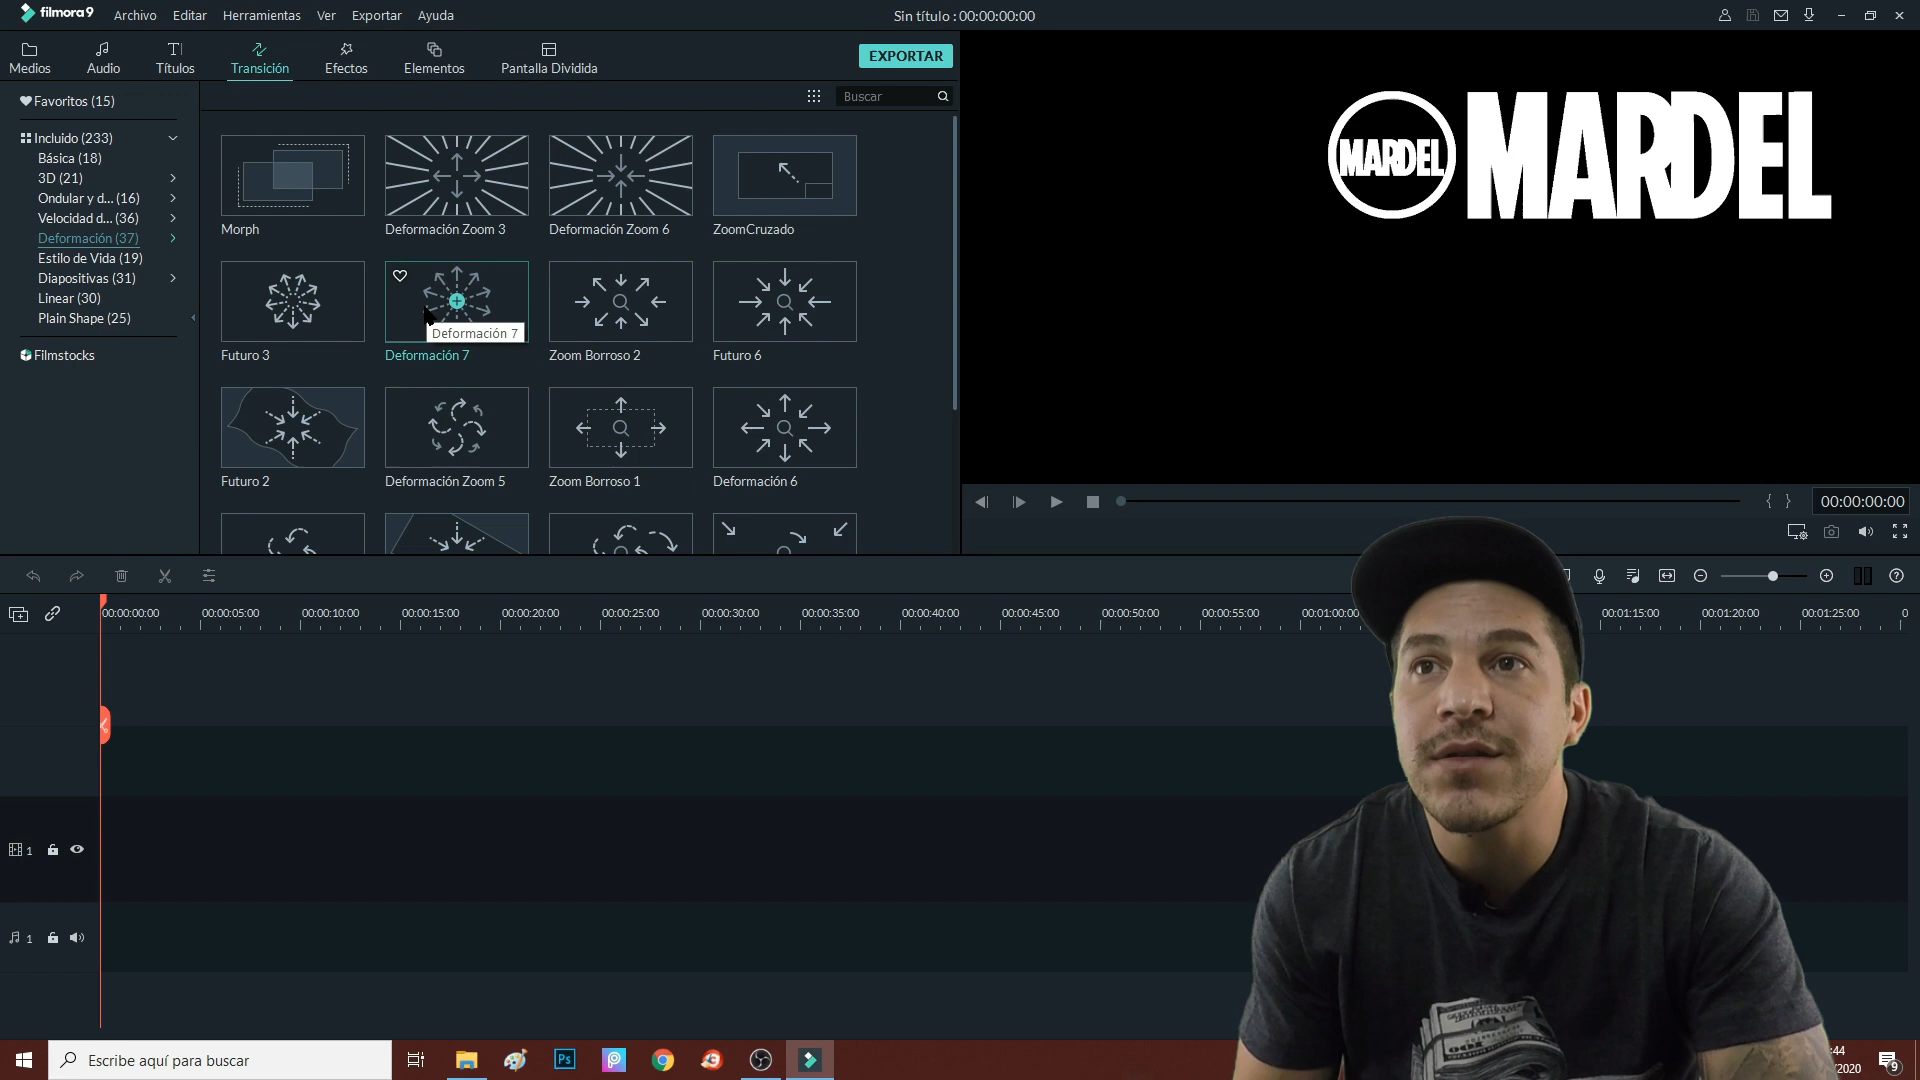 filmora9 Archivo Editar Herramientas Ver Exportar Ayuda Sin título : 00:00:00:00
Medios Audio Títulos Transición Efectos Elementos Pantalla Dividida EXPORTAR
Favoritos (15)
Buscar
Incluido (233)
Básica (18)
3D (21)
Ondular y d... (16)
Velocidad d... (36)
Deformación (37)
Estilo de Vida (19)
Diapositivas (31)
Linear (30)
Plain Shape (25)
Filmstocks
Morph Deformación Zoom 3 Deformación Zoom 6 ZoomCruzado
Deformación 7
Futuro 3 Deformación 7 Zoom Borroso 2 Futuro 6
Futuro 2 Deformación Zoom 5 Zoom Borroso 1 Deformación 6
MARDEL MARDEL
{ } 00:00:00:00
00:00:00:00 00:00:05:00 00:00:10:00 00:00:15:00 00:00:20:00 00:00:25:00 00:00:30:00 00:00:35:00 00:00:40:00 00:00:45:00 00:00:50:00 00:00:55:00 00:01:00 00:01:15:00 00:01:20:00 00:01:25:00 0
1
1
Escribe aquí para buscar Ps
:44
/2020
9
100